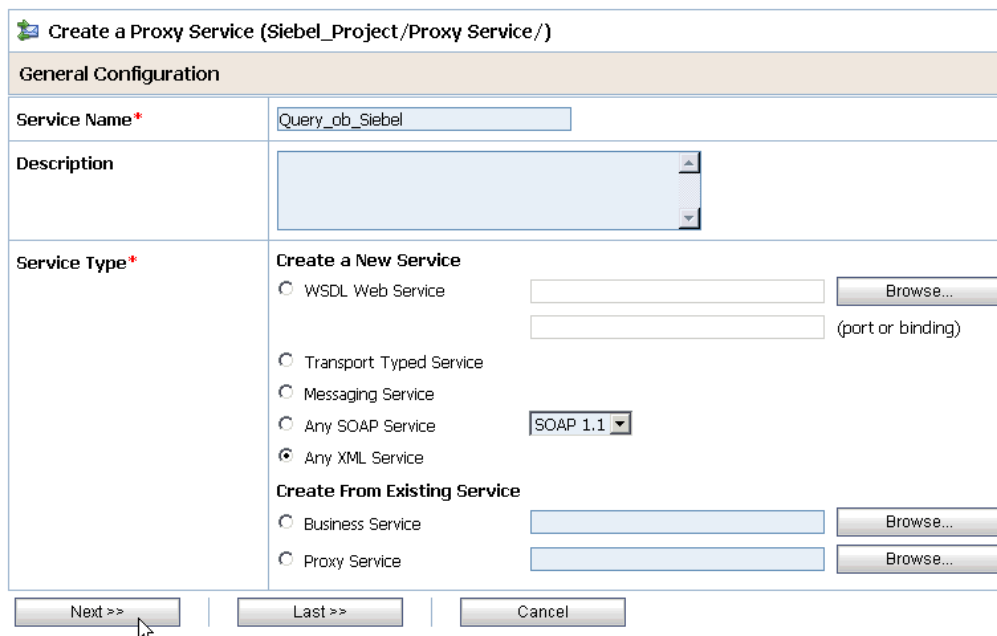 Create a Proxy Service (Siebel_Project/Proxy Service/)
General Configuration
Service Name*
Query_ob_Siebel
Description
Service Type*
Create a New Service
WSDL Web Service
Browse...
(port or binding)
Transport Typed Service
Messaging Service
Any SOAP Service
SOAP 1.1
Any XML Service
Create From Existing Service
Business Service
Browse...
Proxy Service
Browse...
Next >>
Last >>
Cancel